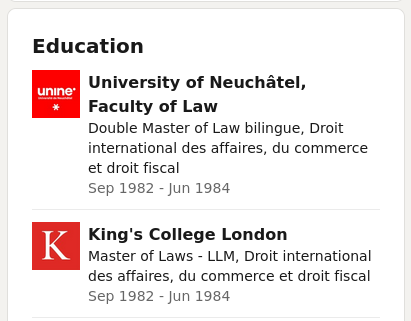 Education
unine
University of Neuchâtel,
Faculty of Law
Double Master of Law bilingue, Droit
international des affaires, du commerce
et droit fiscal
Sep 1982 - Jun 1984
K
King's College London
Master of Laws - LLM, Droit international
des affaires, du commerce et droit fiscal
Sep 1982 - Jun 1984